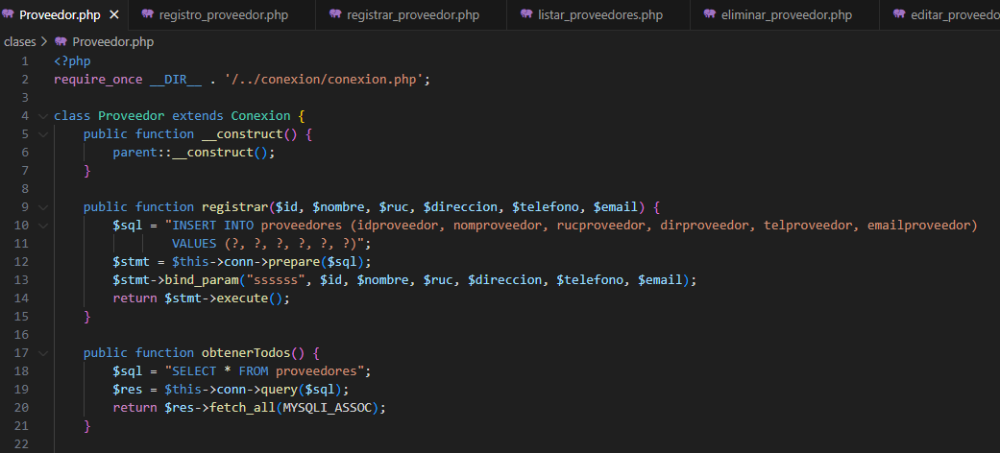 Proveedor.php
registro_proveedor.php
registrar_proveedor.php
listar_proveedores.php
eliminar_proveedor.php
editar_proveedo
clases > Proveedor.php
1 <?php
2 require_once __DIR__ . '/../conexion/conexion.php';
3
4 class Proveedor extends Conexion {
5     public function __construct() {
6         parent::__construct();
7     }
8
9     public function registrar($id, $nombre, $ruc, $direccion, $telefono, $email) {
10         $sql = "INSERT INTO proveedores (idproveedor, nomproveedor, rucproveedor, dirproveedor, telproveedor, emailproveedor)
11                 VALUES (?, ?, ?, ?, ?, ?)";
12         $stmt = $this->conn->prepare($sql);
13         $stmt->bind_param("ssssss", $id, $nombre, $ruc, $direccion, $telefono, $email);
14         return $stmt->execute();
15     }
16
17     public function obtenerTodos() {
18         $sql = "SELECT * FROM proveedores";
19         $res = $this->conn->query($sql);
20         return $res->fetch_all(MYSQLI_ASSOC);
21     }
22